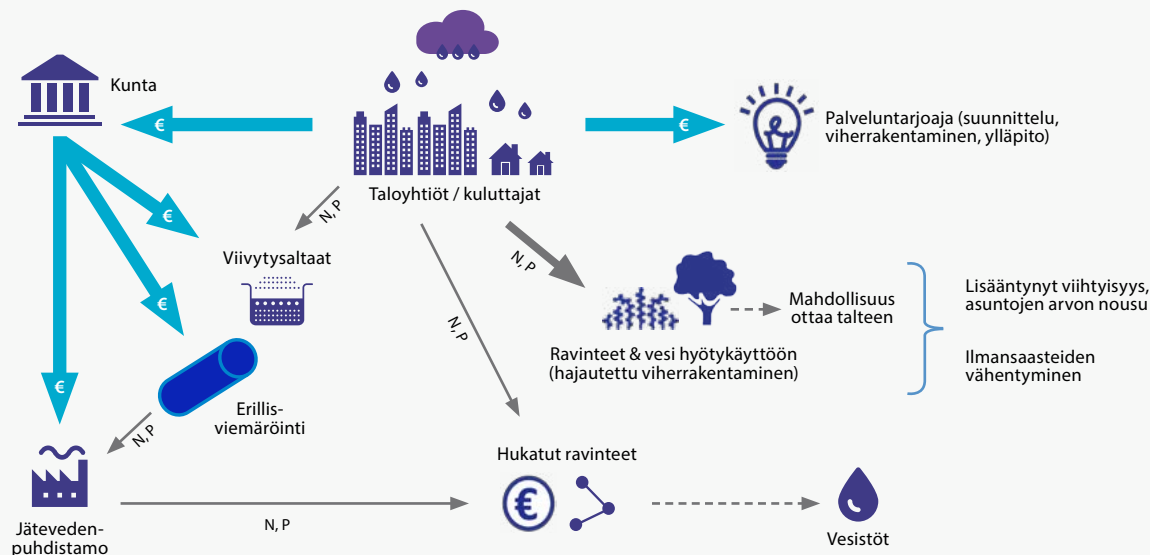 Kunta
€
€
Palveluntarjoaja (suunnittelu,
viherrakentaminen, ylläpito)
Taloyhtiöt / kuluttajat
€
€
€
N, P
Viivytysaltaat
N, P
N, P
Mahdollisuus
ottaa talteen
Lisääntynyt viihtyisyys,
asuntojen arvon nousu
Ravinteet & vesi hyötykäyttöön
(hajautettu viherrakentaminen)
Ilmansaasteiden
vähentyminen
Erillis-
viemäröinti
N, P
Hukatut ravinteet
€
N, P
Jäteveden-
puhdistamo
Vesistöt